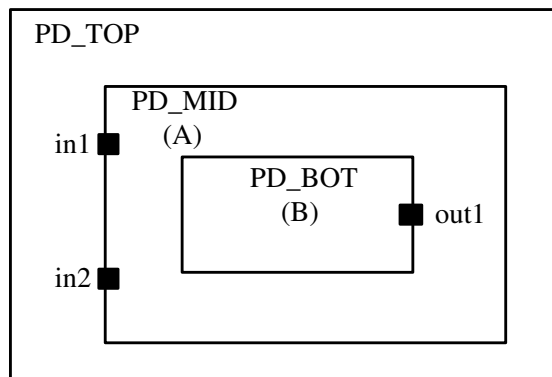 PD_TOP
PD_MID
(A)
in1
PD_BOT
(B)
out1
in2